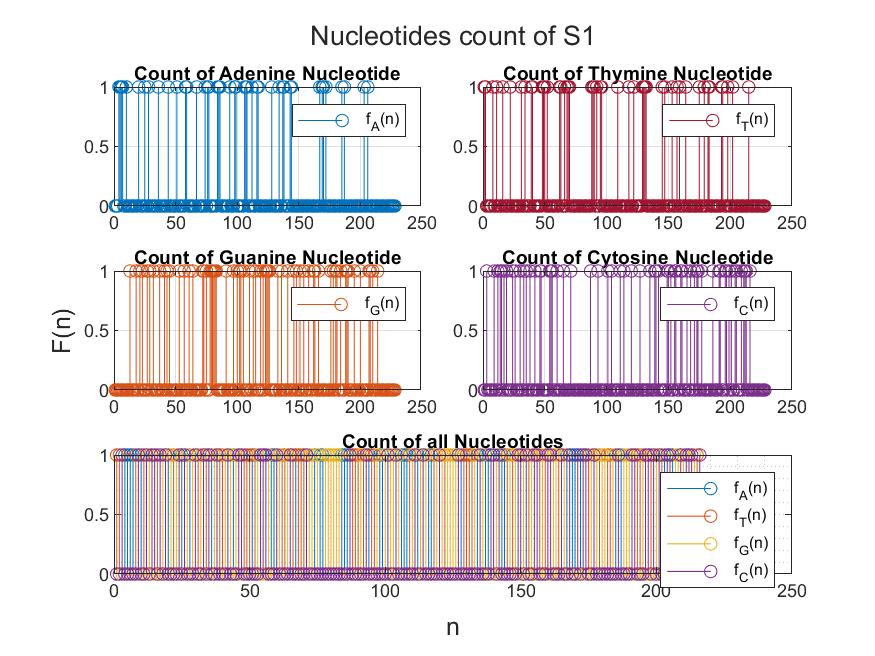 Nucleotides count of S1
Count of Adenine Nucleotide
1
0.5
0
0 50 100 150 200 250
f_A(n)
Count of Thymine Nucleotide
1
0.5
0
0 50 100 150 200 250
f_T(n)
Count of Guanine Nucleotide
1
0.5
0
0 50 100 150 200 250
f_G(n)
Count of Cytosine Nucleotide
1
0.5
0
0 50 100 150 200 250
f_C(n)
F(n)
Count of all Nucleotides
1
0.5
0
0 50 100 150 200 250
f_A(n)
f_T(n)
f_G(n)
f_C(n)
n